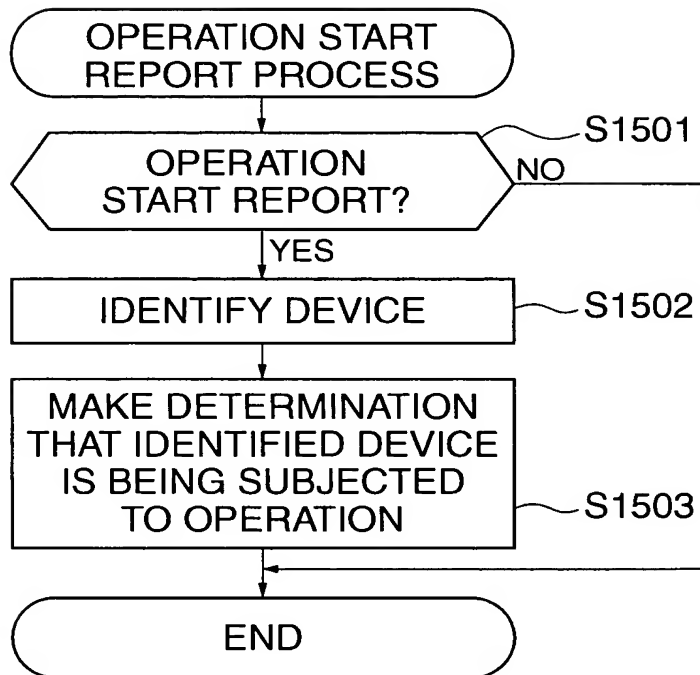 OPERATION START
REPORT PROCESS
S1501
OPERATION
START REPORT?
NO
YES
IDENTIFY DEVICE
S1502
MAKE DETERMINATION
THAT IDENTIFIED DEVICE
IS BEING SUBJECTED
TO OPERATION
S1503
END